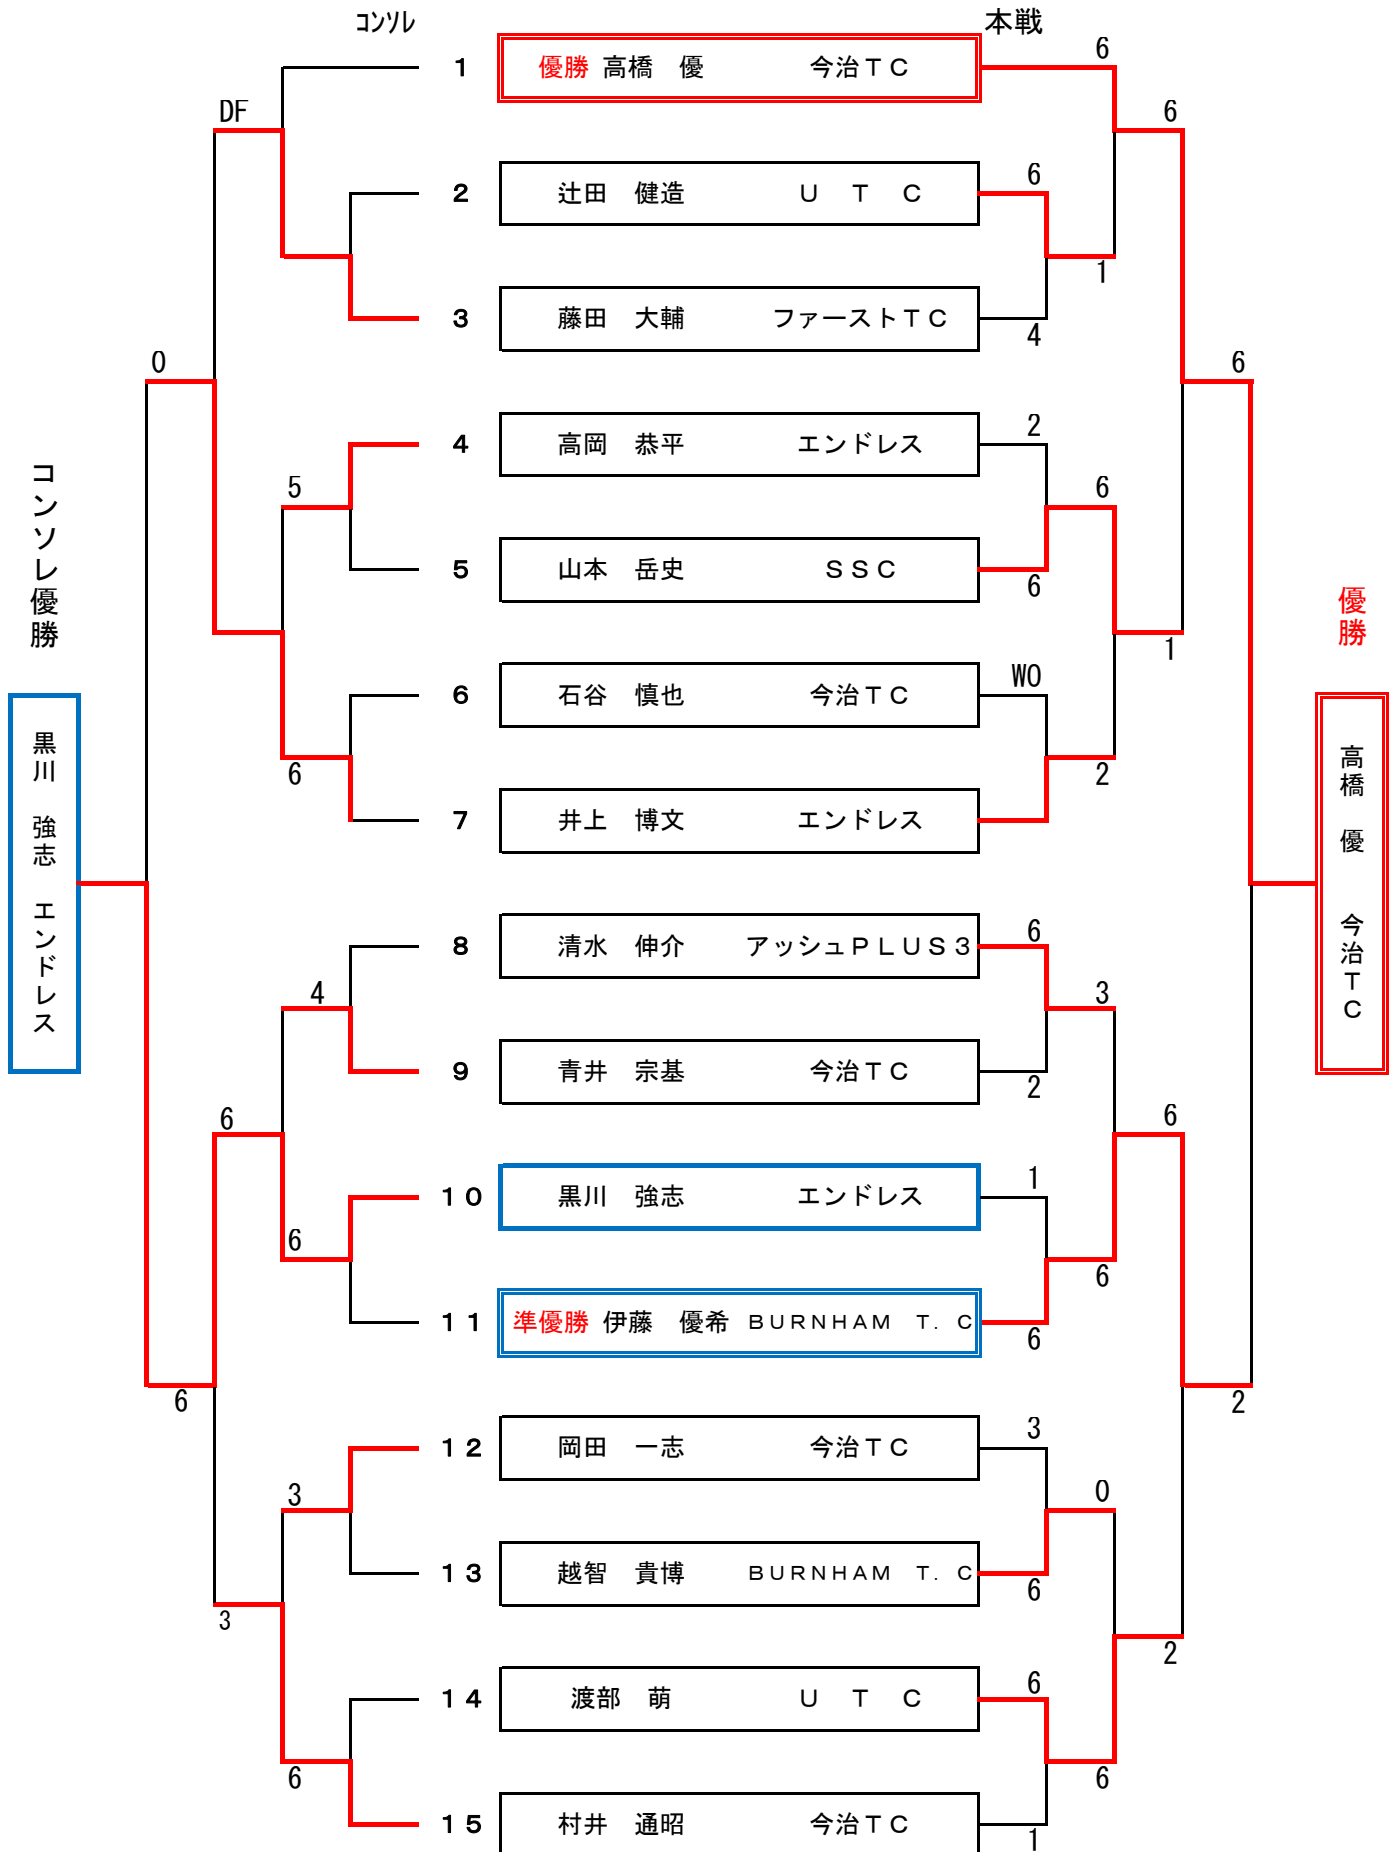 コンソレ 本戦
1 優勝 高橋 優 今治TC 6
DF 6
2 辻田 健造 U T C 6
1
3 藤田 大輔 ファーストTC 4
0 6
4 高岡 恭平 エンドレス 2
5 6
5 山本 岳史 SSC 6
1
6 石谷 慎也 今治TC WO
6 2
7 井上 博文 エンドレス
8 清水 伸介 アッシュPLUS3 6
4 3
9 青井 宗基 今治TC 2
6 6
10 黒川 強志 エンドレス 1
6 6
11 準優勝 伊藤 優希 BURNHAM T. C 6
6 2
12 岡田 一志 今治TC 3
3 0
13 越智 貴博 BURNHAM T. C 6
3 2
14 渡部 萌 U T C 6
6 6
15 村井 通昭 今治TC 1
コンソレ優勝
黒川 強志 エンドレス
優勝
高橋 優 今治TC